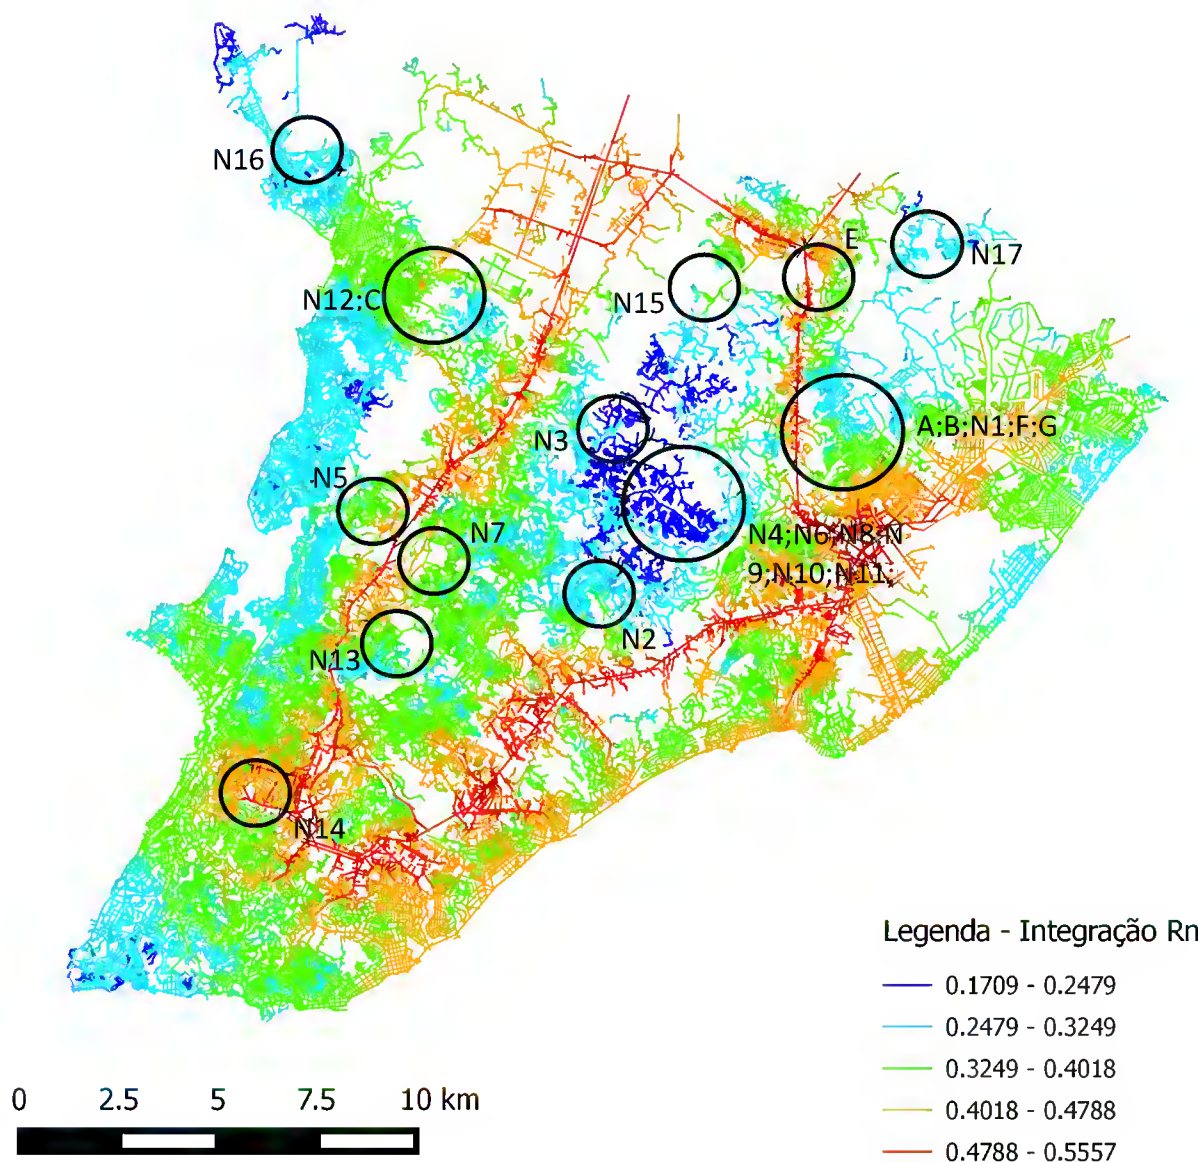 N16
E
N17
N12;C
N15
A;B;N1;F;G
N3
N5
N7
N4;N6;N8;N
9;N10;N11;
N2
N13
N14
Legenda - Integração Rn
0.1709 - 0.2479
0.2479 - 0.3249
0.3249 - 0.4018
0.4018 - 0.4788
0.4788 - 0.5557
0 2.5 5 7.5 10 km